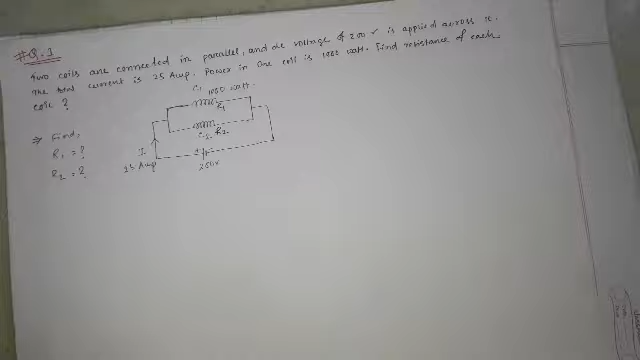 #Q.1
Two coils are connected in parallel, and dc voltage of 200 v is applied across it.
The total current is 25 Amp. Power in one coil is 1000 watt. Find resistance of each
coil ?
C1 1000 watt.
R1
C2 R2
⇒ Find,
R1 = ?
R2 = ?
I
25 Amp
200v